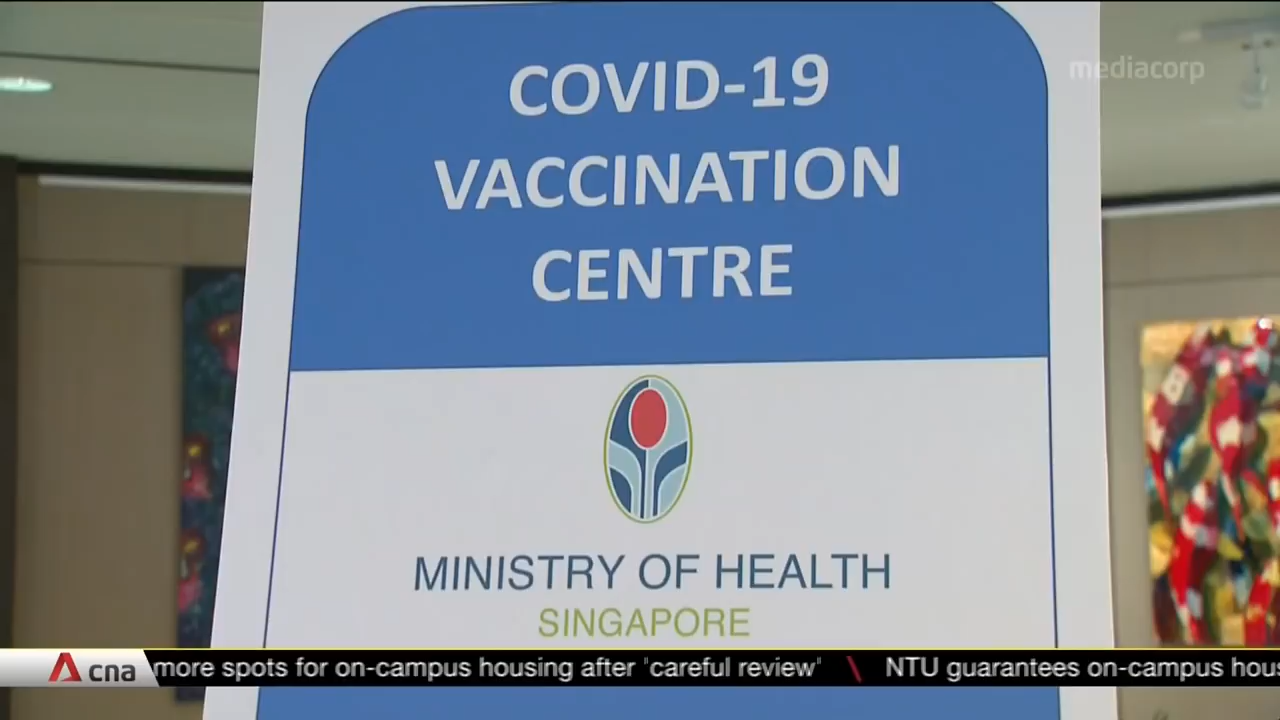 mediacorp
COVID-19
VACCINATION
CENTRE
MINISTRY OF HEALTH
SINGAPORE
cna
more spots for on-campus housing after 'careful review' \ NTU guarantees on-campus hous